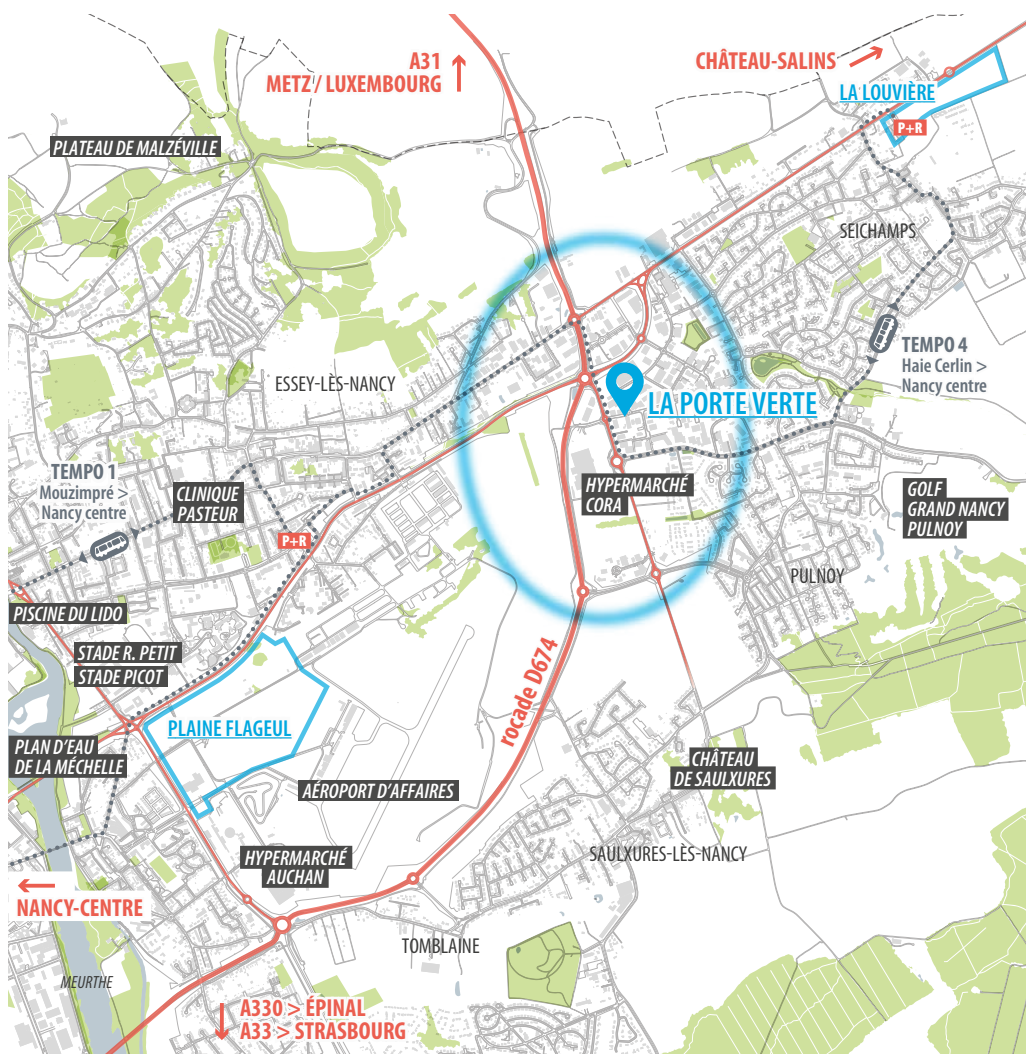 A31
METZ / LUXEMBOURG
CHÂTEAU-SALINS
LA LOUVIÈRE
P+R
PLATEAU DE MALZÉVILLE
SEICHAMPS
TEMPO 4
Haie Cerlin >
Nancy centre
ESSEY-LÈS-NANCY
LA PORTE VERTE
TEMPO 1
Mouzimpré >
Nancy centre
CLINIQUE
PASTEUR
HYPERMARCHÉ
CORA
GOLF
GRAND NANCY
PULNOY
P+R
PULNOY
PISCINE DU LIDO
STADE R. PETIT
STADE PICOT
rocade D674
PLAINE FLAGEUL
PLAN D'EAU
DE LA MÉCHELLE
CHÂTEAU
DE SAULXURES
AÉROPORT D'AFFAIRES
HYPERMARCHÉ
AUCHAN
SAULXURES-LÈS-NANCY
NANCY-CENTRE
TOMBLAINE
MEURTHE
A330 > ÉPINAL
A33 > STRASBOURG